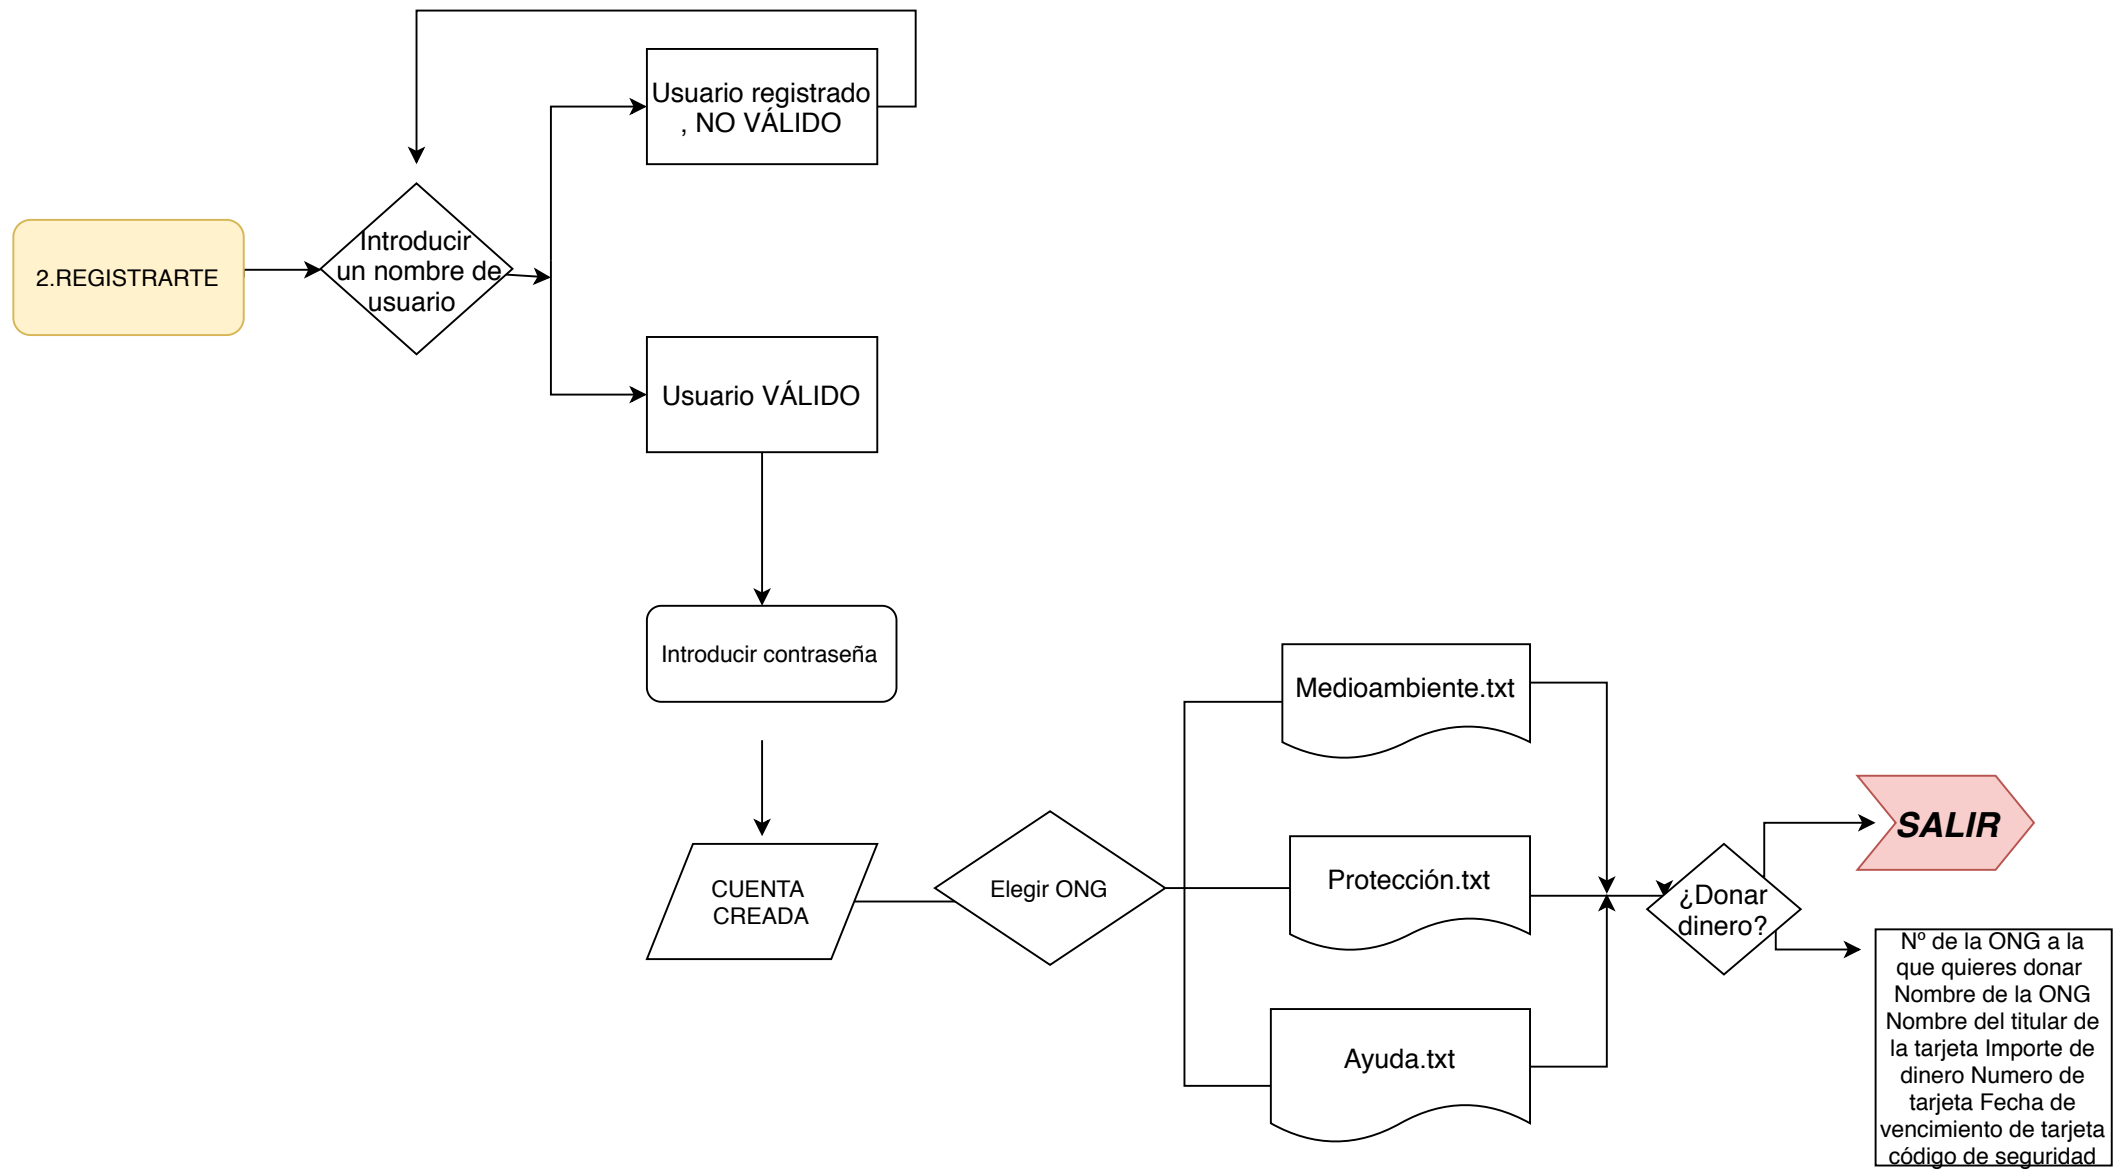 Usuario registrado
, NO VÁLIDO
Introducir
un nombre de
usuario
2.REGISTRARTE
Usuario VÁLIDO
Introducir contraseña
CUENTA
CREADA
Elegir ONG
Medioambiente.txt
Protección.txt
Ayuda.txt
¿Donar
dinero?
SALIR
Nº de la ONG a la
que quieres donar
Nombre de la ONG
Nombre del titular de
la tarjeta Importe de
dinero Numero de
tarjeta Fecha de
vencimiento de tarjeta
código de seguridad